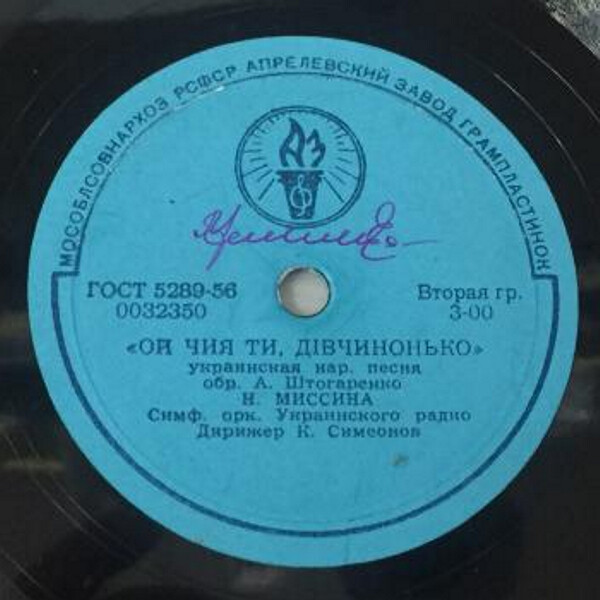 МОСОБЛСОВНАРХОЗ РСФСР АПРЕЛЕВСКИЙ ЗАВОД ГРАМПЛАСТИНОК
АЗ
ГОСТ 5289-56
0032350
Вторая гр.
3-00
«ОЙ ЧИЯ ТИ, ДІВЧИНОНЬКО»
украинская нар. песня
обр. А. Штогаренко
Н. МИССИНА
Симф. орк. Украинского радио
Дирижер К. Симеонов